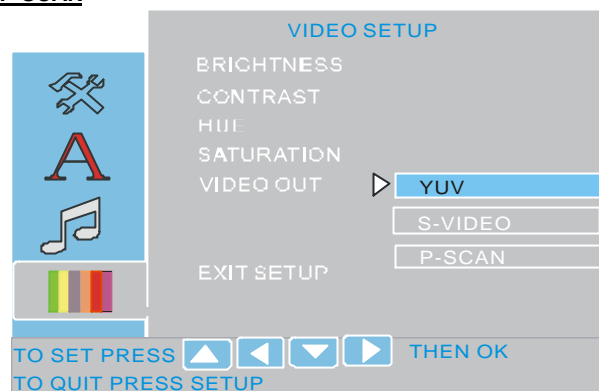 VIDEO SETUP
BRIGHTNESS
CONTRAST
HUE
SATURATION
VIDEO OUT YUV
S-VIDEO
P-SCAN
EXIT SETUP
TO SET PRESS THEN OK
TO QUIT PRESS SETUP